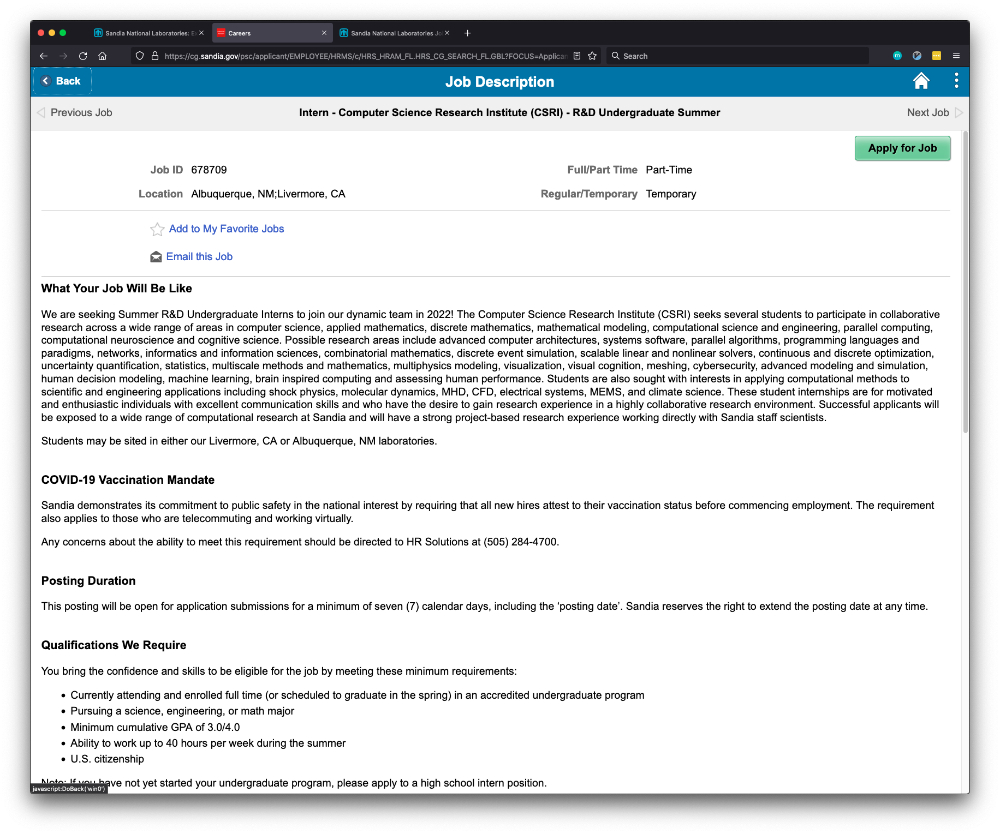 Sandia National Laboratories: Ex
Careers
Sandia National Laboratories Jo
https://cg.sandia.gov/psc/applicant/EMPLOYEE/HRMS/c/HRS_HRAM_FL.HRS_CG_SEARCH_FL.GBL?FOCUS=Applican
Search
m
Back
Job Description
Previous Job
Intern - Computer Science Research Institute (CSRI) - R&D Undergraduate Summer
Next Job
Apply for Job
Job ID 678709
Full/Part Time Part-Time
Location Albuquerque, NM;Livermore, CA
Regular/Temporary Temporary
Add to My Favorite Jobs
Email this Job
What Your Job Will Be Like
We are seeking Summer R&D Undergraduate Interns to join our dynamic team in 2022! The Computer Science Research Institute (CSRI) seeks several students to participate in collaborative
research across a wide range of areas in computer science, applied mathematics, discrete mathematics, mathematical modeling, computational science and engineering, parallel computing,
computational neuroscience and cognitive science. Possible research areas include advanced computer architectures, systems software, parallel algorithms, programming languages and
paradigms, networks, informatics and information sciences, combinatorial mathematics, discrete event simulation, scalable linear and nonlinear solvers, continuous and discrete optimization,
uncertainty quantification, statistics, multiscale methods and mathematics, multiphysics modeling, visualization, visual cognition, meshing, cybersecurity, advanced modeling and simulation,
human decision modeling, machine learning, brain inspired computing and assessing human performance. Students are also sought with interests in applying computational methods to
scientific and engineering applications including shock physics, molecular dynamics, MHD, CFD, electrical systems, MEMS, and climate science. These student internships are for motivated
and enthusiastic individuals with excellent communication skills and who have the desire to gain research experience in a highly collaborative research environment. Successful applicants will
be exposed to a wide range of computational research at Sandia and will have a strong project-based research experience working directly with Sandia staff scientists.
Students may be sited in either our Livermore, CA or Albuquerque, NM laboratories.
COVID-19 Vaccination Mandate
Sandia demonstrates its commitment to public safety in the national interest by requiring that all new hires attest to their vaccination status before commencing employment. The requirement
also applies to those who are telecommuting and working virtually.
Any concerns about the ability to meet this requirement should be directed to HR Solutions at (505) 284-4700.
Posting Duration
This posting will be open for application submissions for a minimum of seven (7) calendar days, including the ‘posting date’. Sandia reserves the right to extend the posting date at any time.
Qualifications We Require
You bring the confidence and skills to be eligible for the job by meeting these minimum requirements:
• Currently attending and enrolled full time (or scheduled to graduate in the spring) in an accredited undergraduate program
• Pursuing a science, engineering, or math major
• Minimum cumulative GPA of 3.0/4.0
• Ability to work up to 40 hours per week during the summer
• U.S. citizenship
Note: If you have not yet started your undergraduate program, please apply to a high school intern position.
javascript:DoBack('win0')